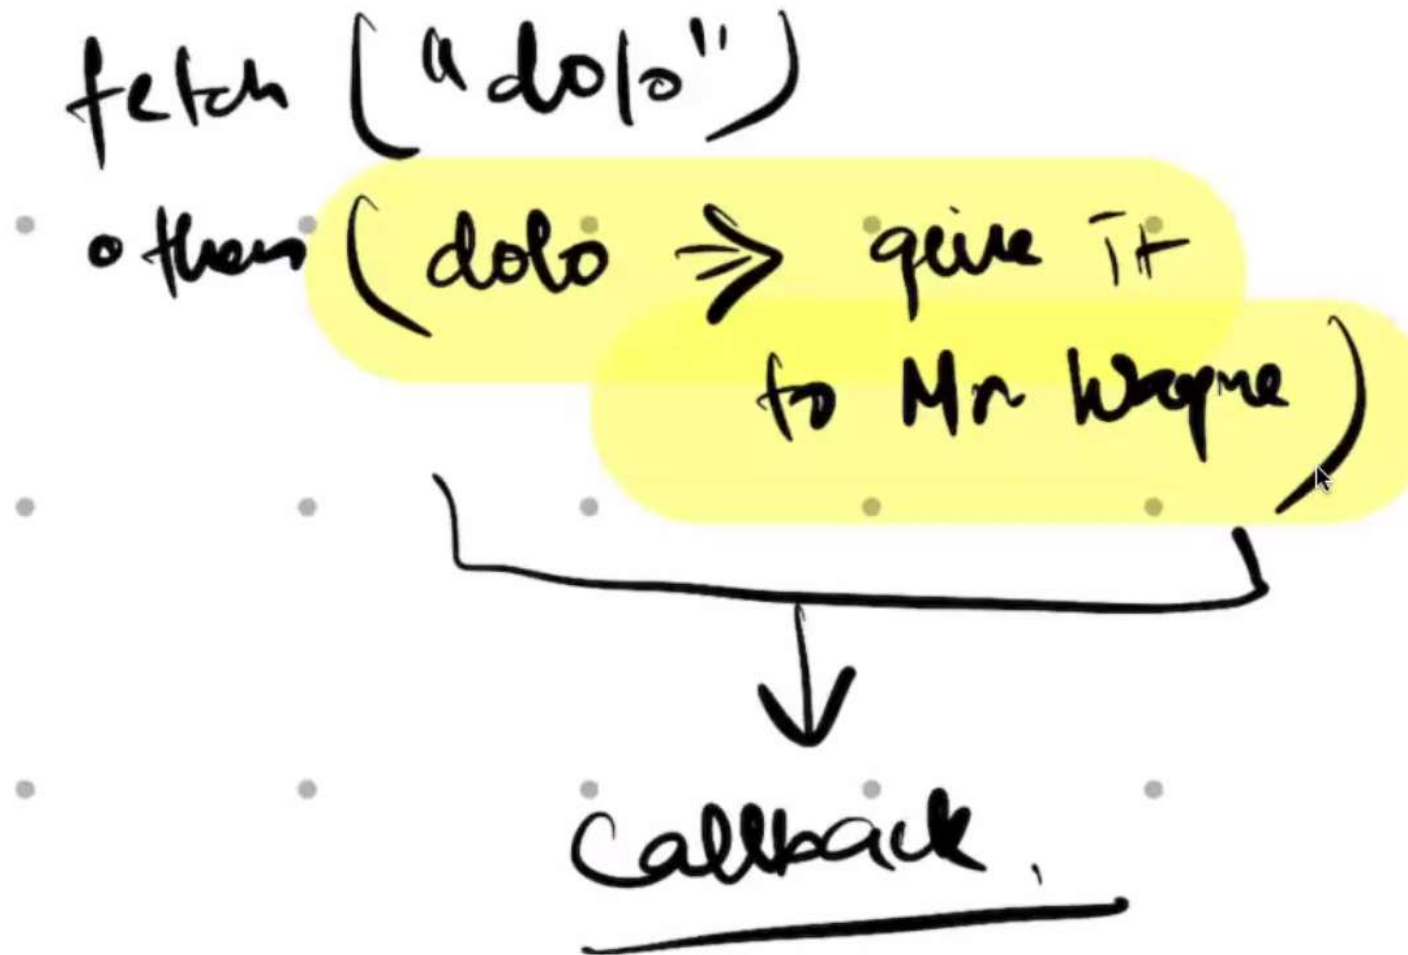 fetch ("dolo")
.then (dolo => give it
to Mr Wayne)
Callback.